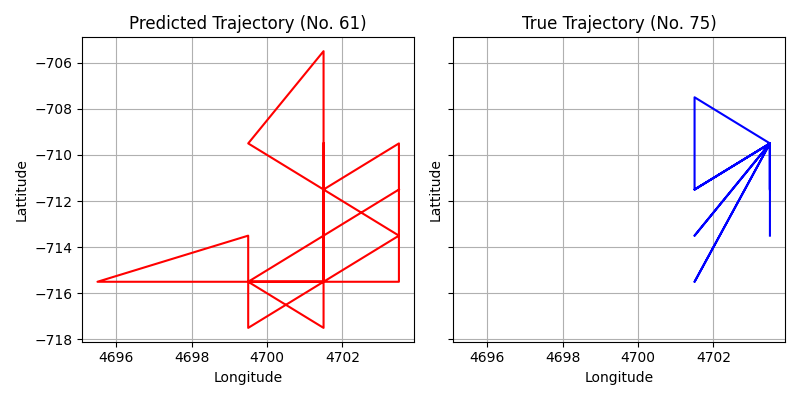 Predicted Trajectory (No. 61)
True Trajectory (No. 75)
−706
−708
−710
−712
−714
−716
−718
Lattitude
Lattitude
4696 4698 4700 4702
4696 4698 4700 4702
Longitude
Longitude